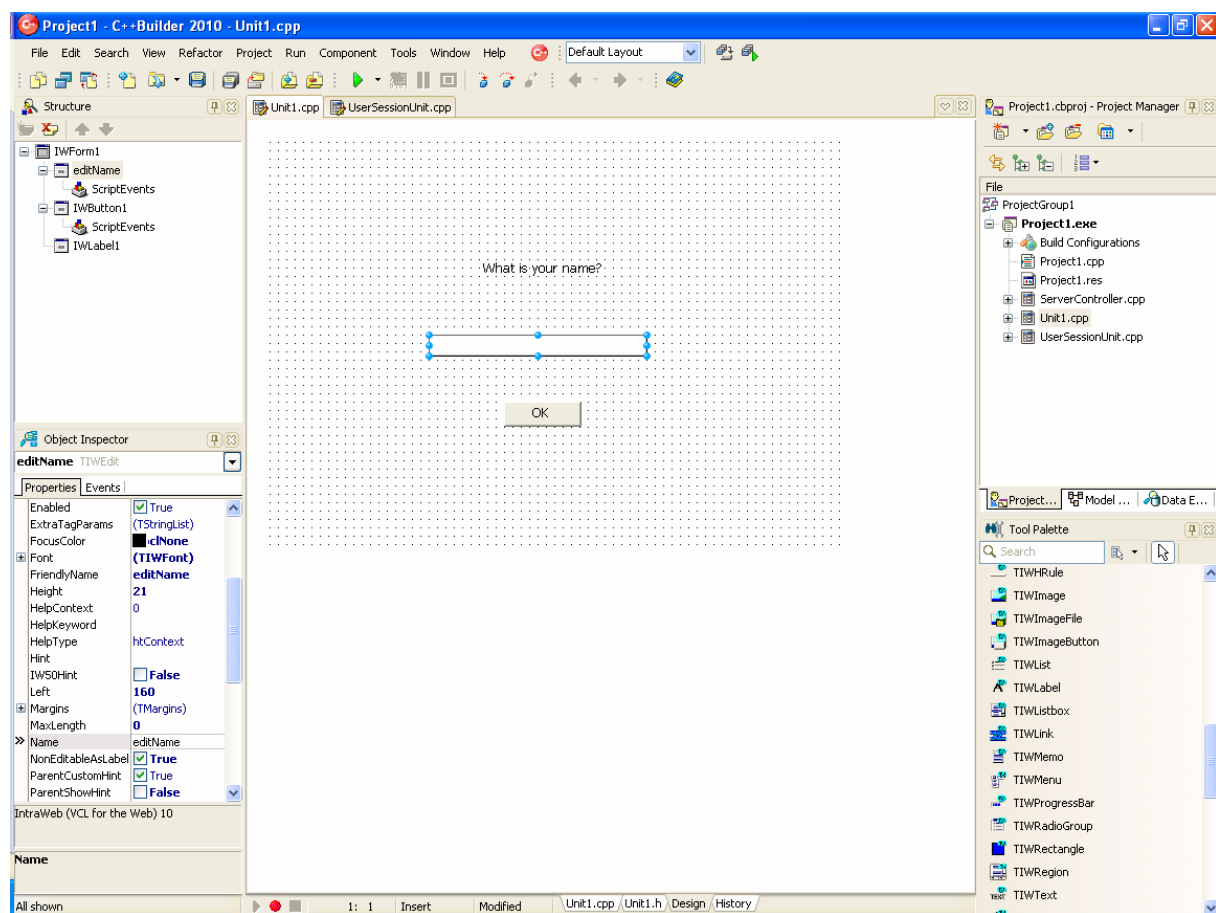 Project1 - C++Builder 2010 - Unit1.cpp
File Edit Search View Refactor Project Run Component Tools Window Help Default Layout
Structure
IWForm1
editName
ScriptEvents
IWButton1
ScriptEvents
IWLabel1
Object Inspector
editName TIWEdit
Properties Events
Enabled True
ExtraTagParams (TStringList)
FocusColor clNone
Font (TIWFont)
FriendlyName editName
Height 21
HelpContext 0
HelpKeyword
HelpType htContext
Hint
IW50Hint False
Left 160
Margins (TMargins)
MaxLength 0
Name editName
NonEditableAsLabel True
ParentCustomHint True
ParentShowHint False
IntraWeb (VCL for the Web) 10
Name
All shown
Unit1.cpp UserSessionUnit.cpp
What is your name?
OK
1: 1 Insert Modified Unit1.cpp Unit1.h Design History
Project1.cbproj - Project Manager
File
ProjectGroup1
Project1.exe
Build Configurations
Project1.cpp
Project1.res
ServerController.cpp
Unit1.cpp
UserSessionUnit.cpp
Project... Model ... Data E...
Tool Palette
Search
TIWHRule
TIWImage
TIWImageFile
TIWImageButton
TIWList
TIWLabel
TIWListbox
TIWLink
TIWMemo
TIWMenu
TIWProgressBar
TIWRadioGroup
TIWRectangle
TIWRegion
TIWText